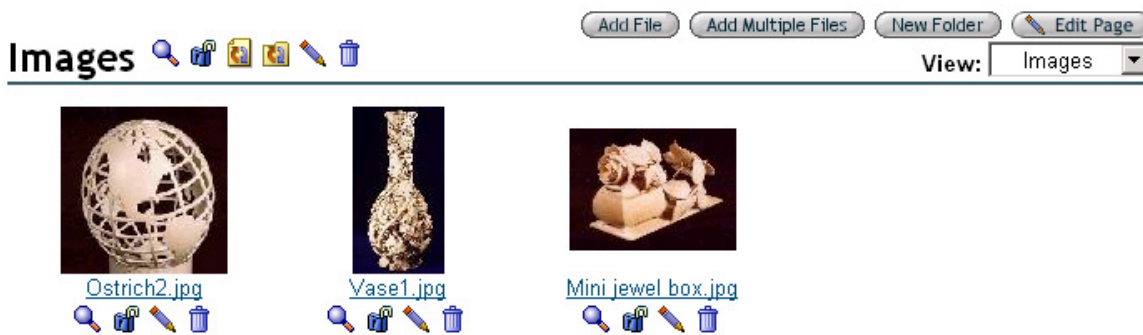 Add File Add Multiple Files New Folder Edit Page
Images View: Images
Ostrich2.jpg Vase1.jpg Mini jewel box.jpg